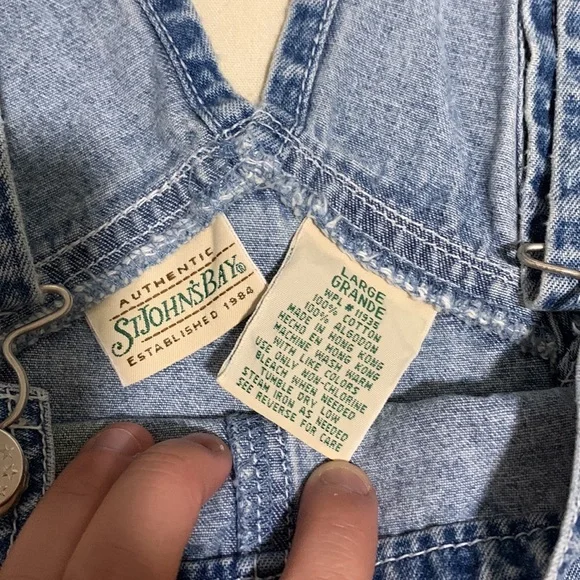 AUTHENTIC
ST JOHN'S BAY®
ESTABLISHED 1984
LARGE
GRANDE
WPL # 11935
100% COTTON
100% ALGODON
MADE IN HONG KONG
HECHO EN HONG KONG
MACHINE WASH WARM
WITH LIKE COLORS
USE ONLY NON-CHLORINE
BLEACH WHEN NEEDED
TUMBLE DRY LOW
STEAM IRON AS NEEDED
SEE REVERSE FOR CARE